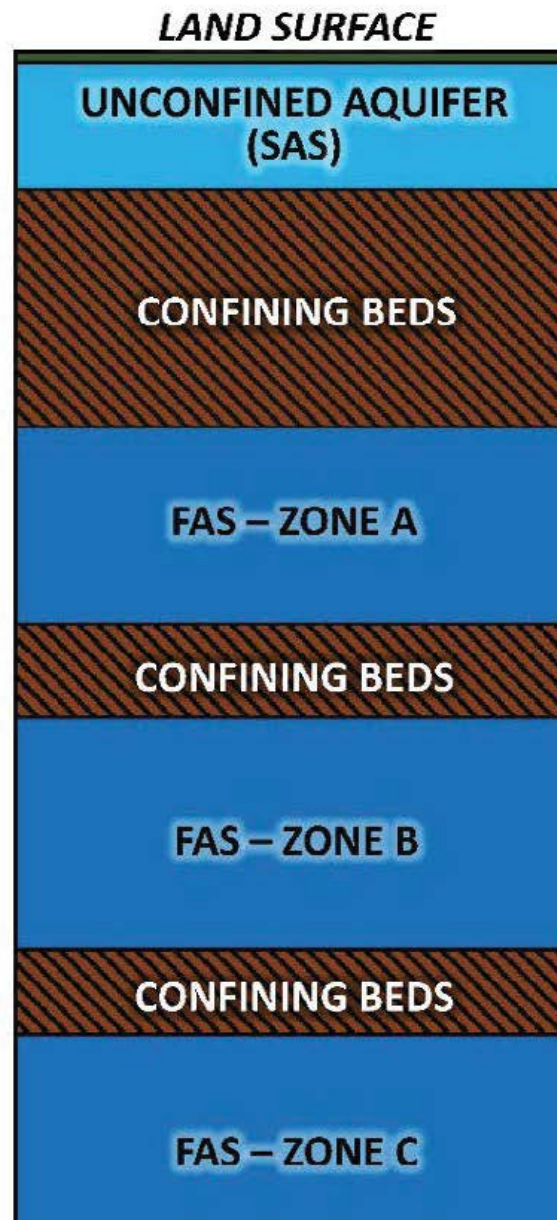 LAND SURFACE
UNCONFINED AQUIFER
(SAS)
CONFINING BEDS
FAS – ZONE A
CONFINING BEDS
FAS – ZONE B
CONFINING BEDS
FAS – ZONE C